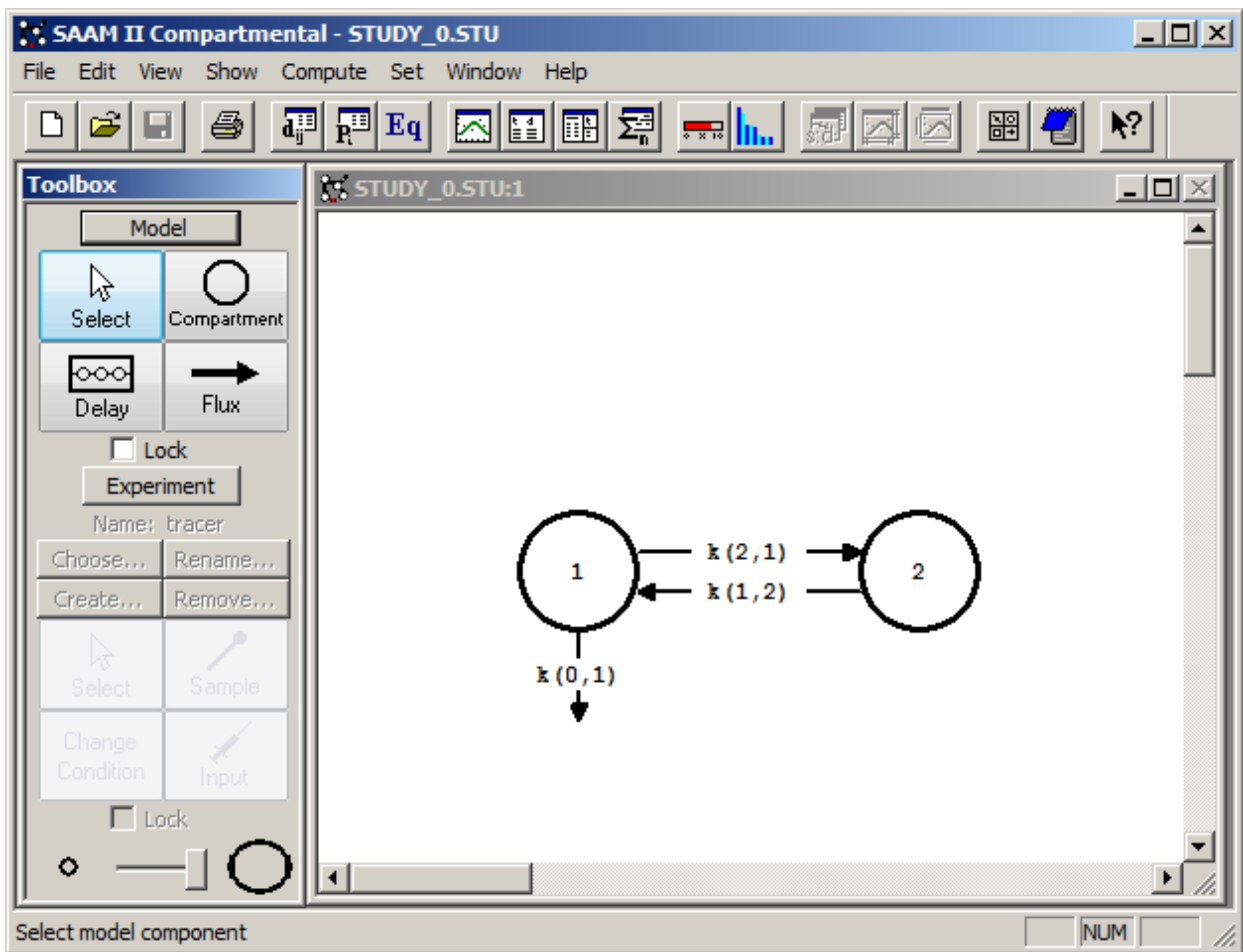 SAAM II Compartmental - STUDY_0.STU
File Edit View Show Compute Set Window Help
Eq
Toolbox
Model
Select Compartment
Delay Flux
Lock
Experiment
Name: tracer
Choose... Rename...
Create... Remove...
Select Sample
Change Condition Input
Lock
STUDY_0.STU:1
1
k(2,1)
k(1,2)
2
k(0,1)
Select model component
NUM